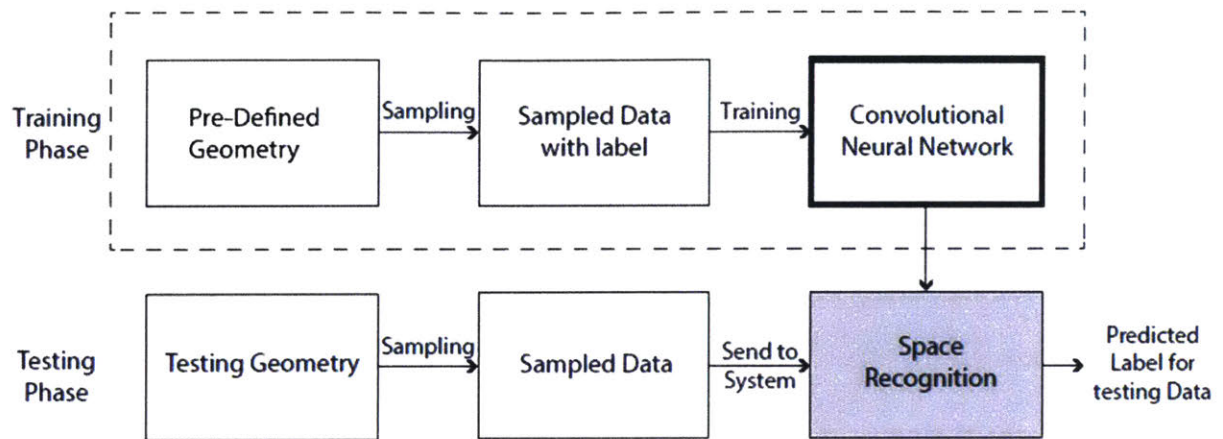 Training
Phase
Pre-Defined
Geometry
Sampling
Sampled Data
with label
Training
Convolutional
Neural Network
Testing
Phase
Testing Geometry
Sampling
Sampled Data
Send to
System
Space
Recognition
Predicted
Label for
testing Data